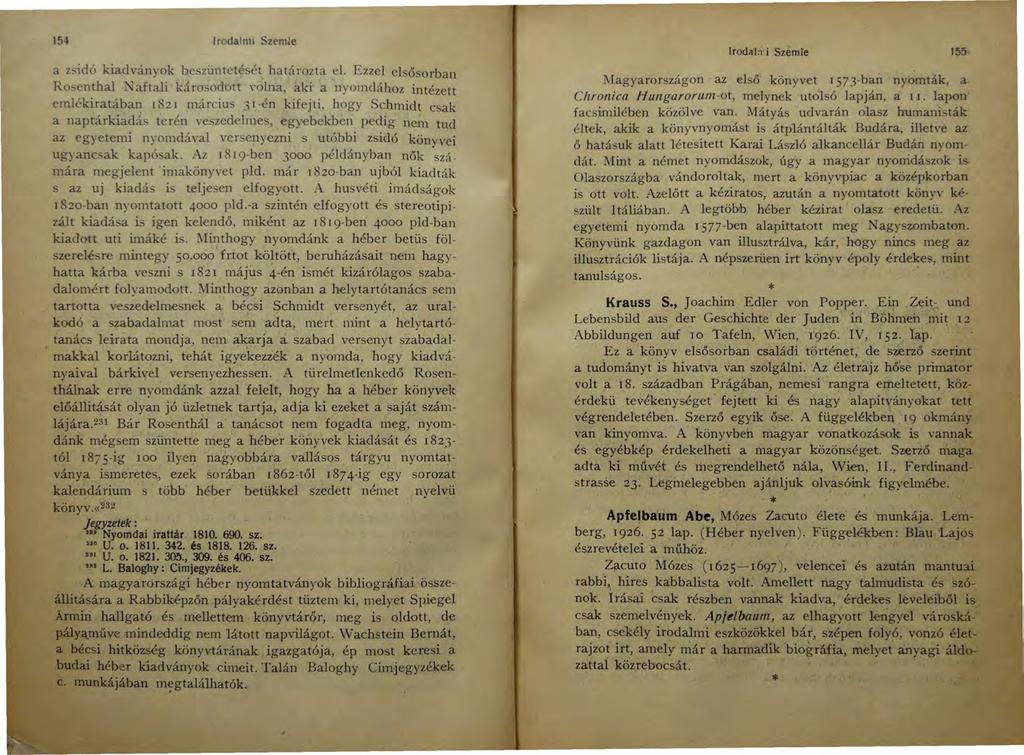 154
Irodalmi Szemle
a zsidó kiadványok beszüntetését határozta el. Ezzel elsősorban
Rosenthal Naftali károsodott volna, aki a nyomdához intézett
emlékiratában 1821 március 31-én kifejti, hogy Schmidt csak
a naptárkiadás terén veszedelmes, egyebekben pedig nem tud
az egyetemi nyomdával versenyezni s utóbbi zsidó könyvei
ugyancsak kapósak. Az 1819-ben 3000 példányban nők szá-
mára megjelent imakönyvet pld. már 1820-ban ujból kiadták
s az uj kiadás is teljesen elfogyott. A husvéti imádságok
1820-ban nyomtatott 4000 pld.-a szintén elfogyott és stereotipi-
zált kiadása is igen kelendő, miként az 1819-ben 4000 pld-ban
kiadott uti imáké is. Minthogy nyomdánk a héber betüs föl-
szerelésre mintegy 50.000 frtot költött, beruházásait nem hagy-
hatta kárba veszni s 1821 május 4-én ismét kizárólagos szaba-
dalomért folyamodott. Minthogy azonban a helytartótanács sem
tartotta veszedelmesnek a bécsi Schmidt versenyét, az ural-
kodó a szabadalmat most sem adta, mert mint a helytartó-
tanács leirata mondja, nem akarja a szabad versenyt szabadal-
makkal korlátozni, tehát igyekezzék a nyomda, hogy kiadvá-
nyaival bárkivel versenyezhessen. A türelmetlenkedő Rosen-
thálnak erre nyomdánk azzal felelt, hogy ha a héber könyvek
előállitását olyan jó üzletnek tartja, adja ki ezeket a saját szám-
lájára.²³¹ Bár Rosenthál a tanácsot nem fogadta meg, nyom-
dánk mégsem szüntette meg a héber könyvek kiadását és 1823-
tól 1875-ig 100 ilyen nagyobbára vallásos tárgyu nyomtat-
ványa ismeretes, ezek sorában 1862-től 1874-ig egy sorozat
kalendárium s több héber betükkel szedett német nyelvü
könyv.«²³²
Jegyzetek :
²²⁹ Nyomdai irattár 1810. 690. sz.
²³⁰ U. o. 1811. 342. és 1818. 126. sz.
²³¹ U. o. 1821. 305., 309. és 406. sz.
²³² L. Baloghy : Cimjegyzékek.
A magyarországi héber nyomtatványok bibliográfiai össze-
állitására a Rabbiképzőn pályakérdést tüztem ki, melyet Spiegel
Ármin hallgató és mellettem könyvtárőr, meg is oldott, de
pályaműve mindeddig nem látott napvilágot. Wachstein Bernát,
a bécsi hitközség könyvtárának igazgatója, ép most keresi a
budai héber kiadványok cimeit. Talán Baloghy Cimjegyzékek
c. munkájában megtalálhatók.
Irodalmi Szemle
155
Magyarországon az első könyvet 1573-ban nyomták, a
Chronica Hungarorum-ot, melynek utolsó lapján, a 11. lapon
facsimilében közölve van. Mátyás udvarán olasz humanisták
éltek, akik a könyvnyomást is átplántálták Budára, illetve az
ő hatásuk alatt létesitett Karai László alkancellár Budán nyom-
dát. Mint a német nyomdászok, úgy a magyar nyomdászok is
Olaszországba vándoroltak, mert a könyvpiac a középkorban
is ott volt. Azelőtt a kéziratos, azután a nyomtatott könyv ké-
szült Itáliában. A legtöbb héber kézirat olasz eredetü. Az
egyetemi nyomda 1577-ben alapittatott meg Nagyszombaton.
Könyvünk gazdagon van illusztrálva, kár, hogy nincs meg az
illusztrációk listája. A népszerüen irt könyv époly érdekes, mint
tanulságos.
*
Krauss S., Joachim Edler von Popper. Ein Zeit- und
Lebensbild aus der Geschichte der Juden in Böhmen mit 12
Abbildungen auf 10 Tafeln, Wien, 1926. IV, 152. lap.
Ez a könyv elsősorban családi történet, de szerző szerint
a tudományt is hivatva van szolgálni. Az életrajz hőse primator
volt a 18. században Prágában, nemesi rangra emeltetett, köz-
érdekü tevékenységet fejtett ki és nagy alapitványokat tett
végrendeletében. Szerző egyik őse. A függelékben 19 okmány
van kinyomva. A könyvben magyar vonatkozások is vannak
és egyébkép érdekelheti a magyar közönséget. Szerző maga
adta ki művét és megrendelhető nála, Wien, II., Ferdinand-
strasse 23. Legmelegebben ajánljuk olvasóink figyelmébe.
*
Apfelbaum Abe, Mózes Zacuto élete és munkája. Lem-
berg, 1926. 52 lap. (Héber nyelven). Függelékben: Blau Lajos
észrevételei a műhöz.
Zacuto Mózes (1625—1697), velencei és azután mantuai
rabbi, hires kabbalista volt. Amellett nagy talmudista és szó-
nok. Irásai csak részben vannak kiadva, érdekes leveleiből is
csak szemelvények. Apfelbaum, az elhagyott lengyel városká-
ban, csekély irodalmi eszközökkel bár, szépen folyó, vonzó élet-
rajzot irt, amely már a harmadik biográfia, melyet anyagi áldo-
zattal közrebocsát.
*